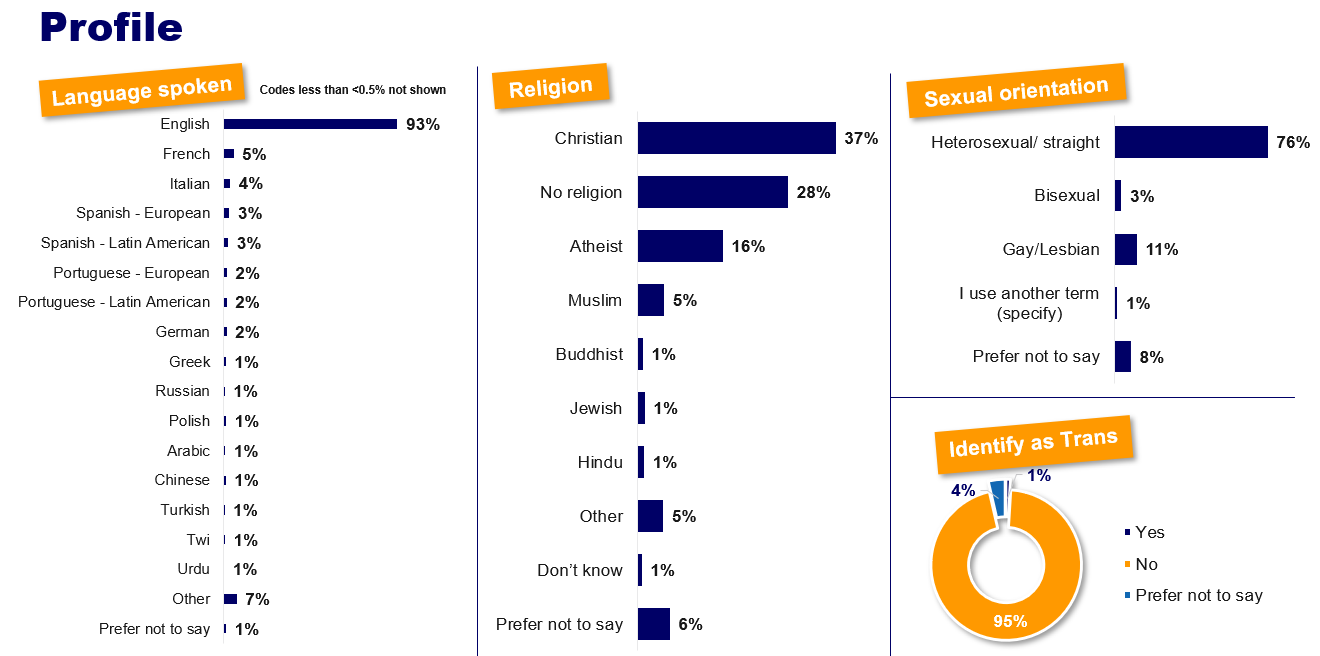 Profile
Language spoken
Codes less than <0.5% not shown
English 93%
French 5%
Italian 4%
Spanish - European 3%
Spanish - Latin American 3%
Portuguese - European 2%
Portuguese - Latin American 2%
German 2%
Greek 1%
Russian 1%
Polish 1%
Arabic 1%
Chinese 1%
Turkish 1%
Twi 1%
Urdu 1%
Other 7%
Prefer not to say 1%
Religion
Christian 37%
No religion 28%
Atheist 16%
Muslim 5%
Buddhist 1%
Jewish 1%
Hindu 1%
Other 5%
Don’t know 1%
Prefer not to say 6%
Sexual orientation
Heterosexual/ straight 76%
Bisexual 3%
Gay/Lesbian 11%
I use another term
(specify) 1%
Prefer not to say 8%
Identify as Trans
4%
1%
95%
Yes
No
Prefer not to say